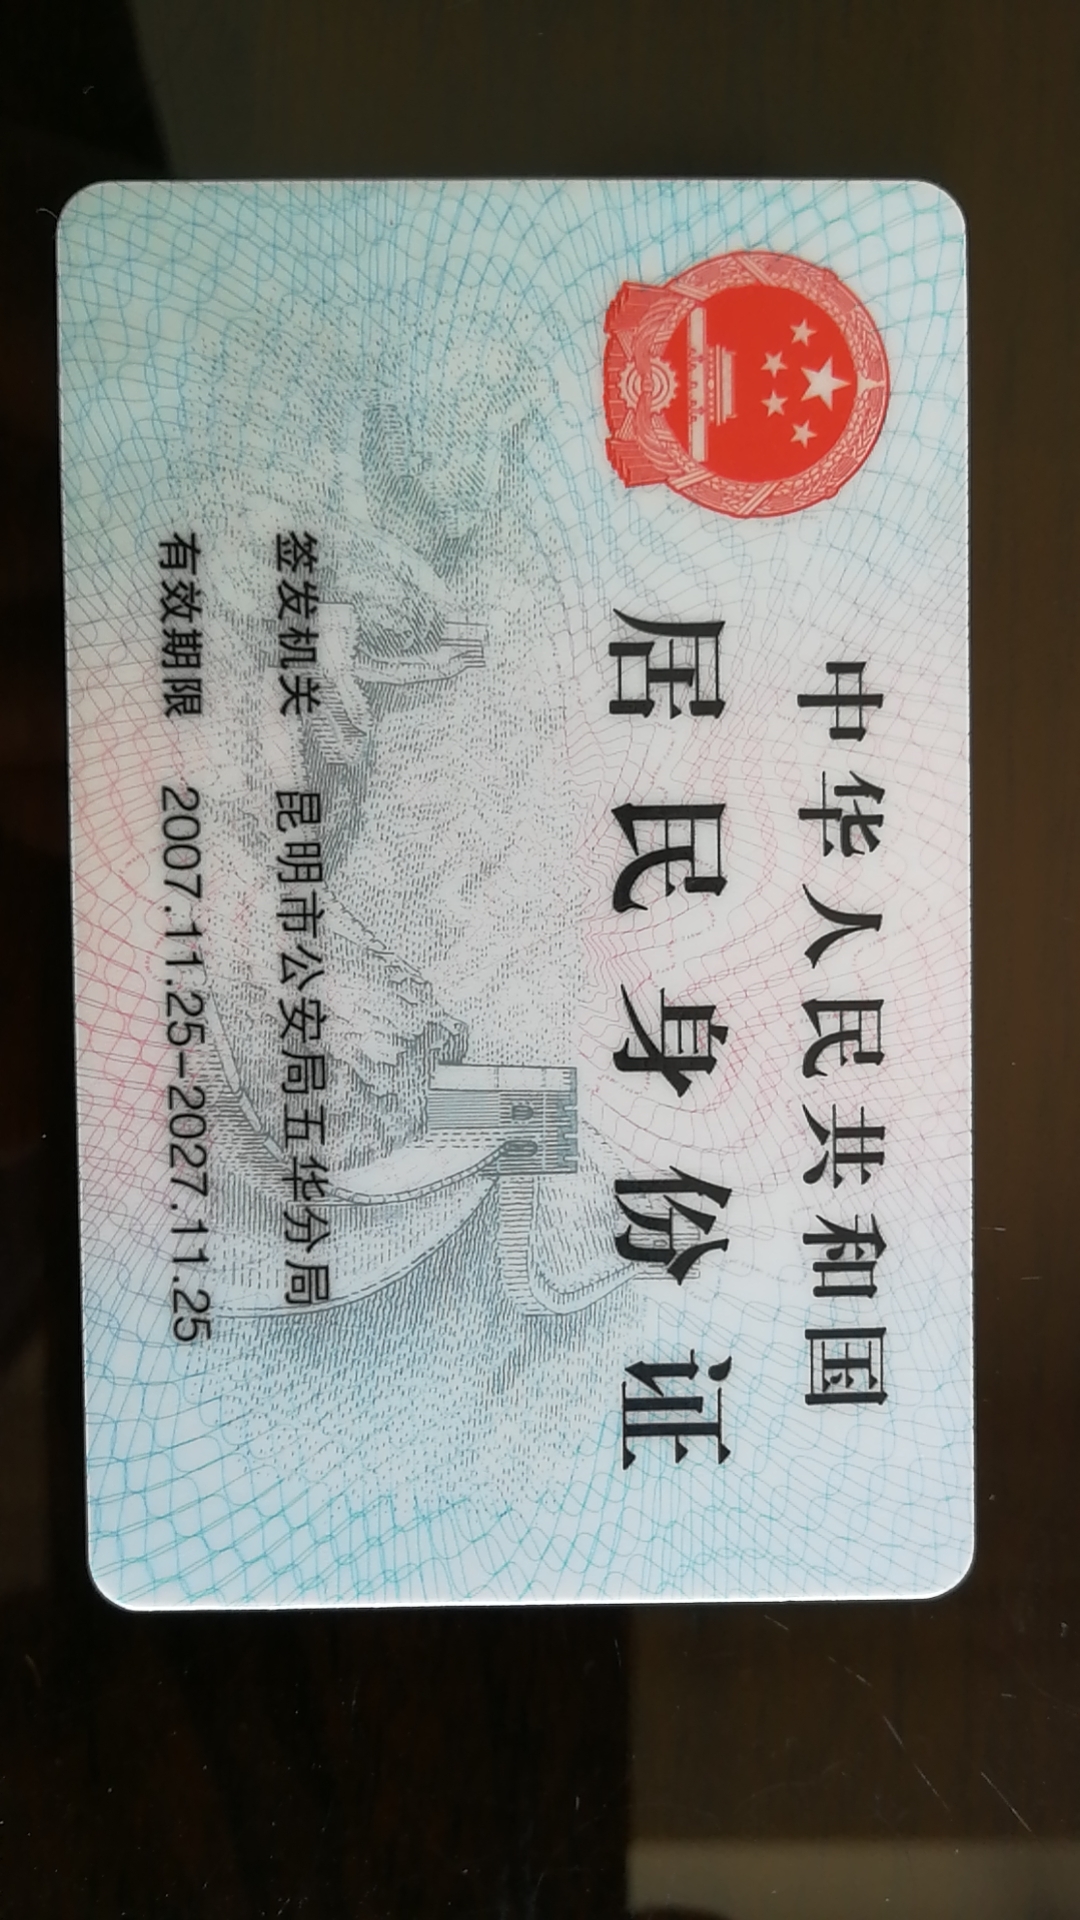 中华人民共和国
居民身份证
签发机关 昆明市公安局五华分局
有效期限 2007.11.25-2027.11.25